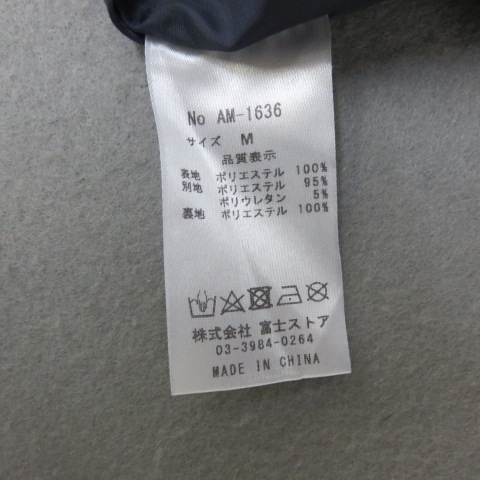 No AM-1636
サイズ M
品質表示
表地 ポリエステル 100%
別地 ポリエステル 95%
ポリウレタン 5%
裏地 ポリエステル 100%
株式会社 富士ストア
03-3984-0264
MADE IN CHINA